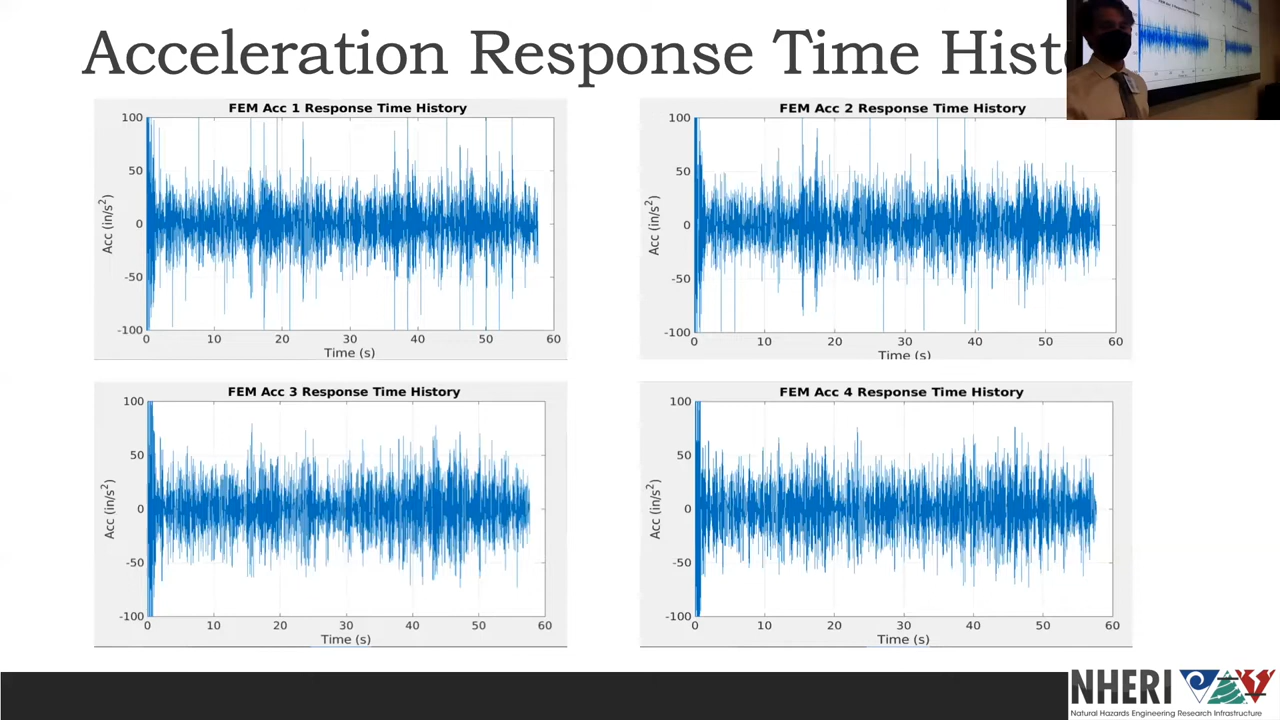 Acceleration Response Time Hist
FEM Acc 1 Response Time History
100
50
0
-50
-100
Acc (in/s²)
0 10 20 30 40 50 60
Time (s)
FEM Acc 2 Response Time History
100
50
0
-50
-100
Acc (in/s²)
0 10 20 30 40 50 60
Time (s)
FEM Acc 3 Response Time History
100
50
0
-50
-100
Acc (in/s²)
0 10 20 30 40 50 60
Time (s)
FEM Acc 4 Response Time History
100
50
0
-50
-100
Acc (in/s²)
0 10 20 30 40 50 60
Time (s)
NHERI
Natural Hazards Engineering Research Infrastructure